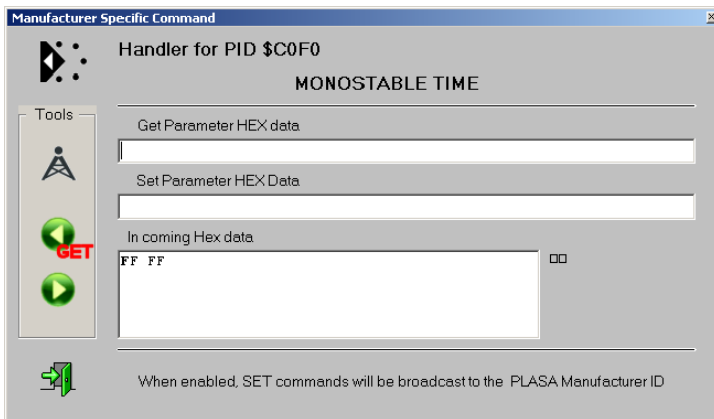 Manufacturer Specific Command
Handler for PID $C0F0
MONOSTABLE TIME
Tools
Get Parameter HEX data
Set Parameter HEX Data
GET
In coming Hex data
FF FF
When enabled, SET commands will be broadcast to the PLASA Manufacturer ID